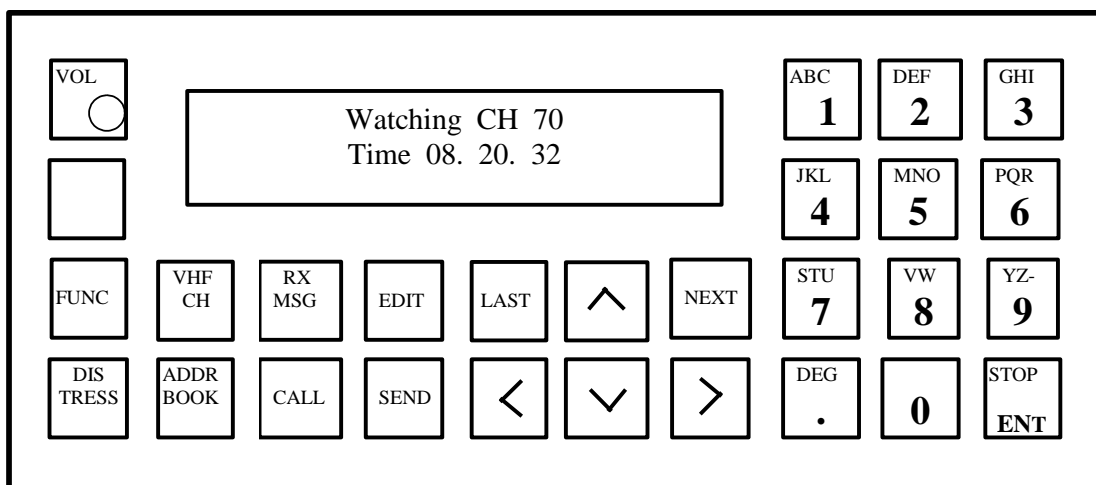 VOL
Watching CH 70
Time 08. 20. 32
ABC
1
DEF
2
GHI
3
JKL
4
MNO
5
PQR
6
FUNC
VHF
CH
RX
MSG
EDIT
LAST
NEXT
STU
7
VW
8
YZ-
9
DIS
TRESS
ADDR
BOOK
CALL
SEND
DEG
.
0
STOP
ENT